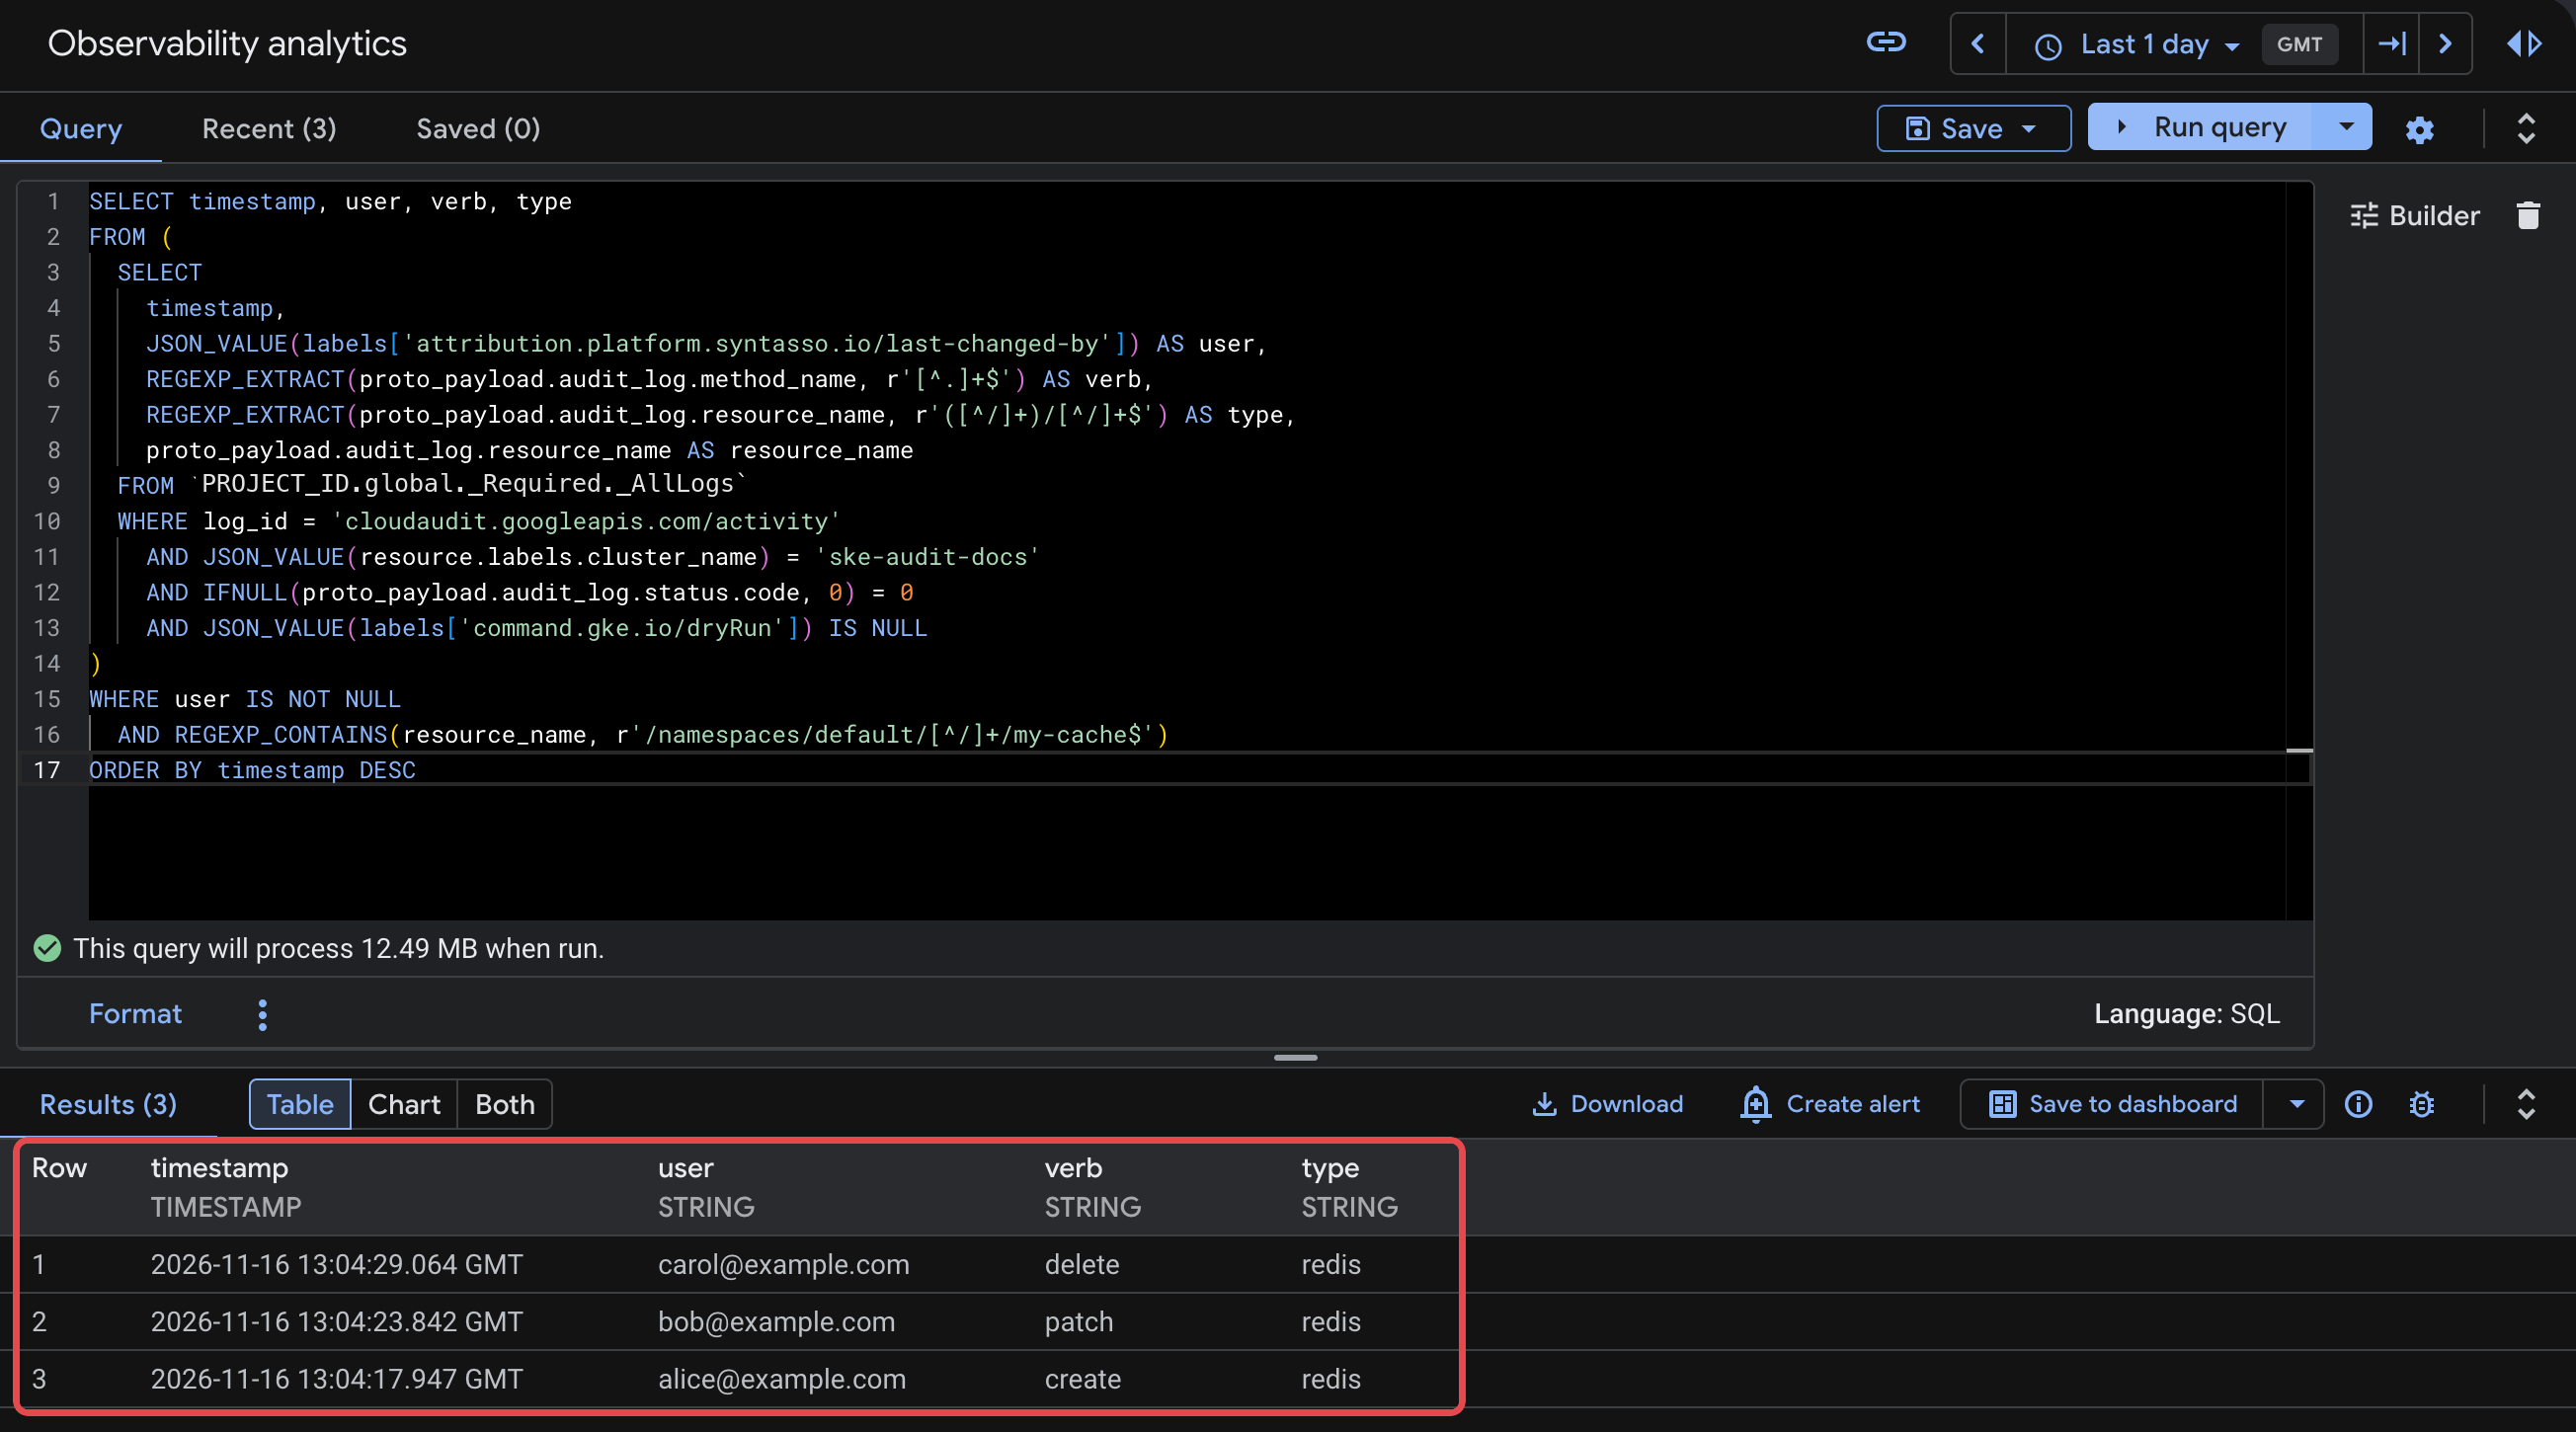 Observability analytics
Last 1 day GMT
Query Recent (3) Saved (0) Save Run query
1 SELECT timestamp, user, verb, type
2 FROM (
3 SELECT
4 timestamp,
5 JSON_VALUE(labels['attribution.platform.syntasso.io/last-changed-by']) AS user,
6 REGEXP_EXTRACT(proto_payload.audit_log.method_name, r'[^.]+$') AS verb,
7 REGEXP_EXTRACT(proto_payload.audit_log.resource_name, r'([^/]+)/[^/]+$') AS type,
8 proto_payload.audit_log.resource_name AS resource_name
9 FROM `PROJECT_ID.global._Required._AllLogs`
10 WHERE log_id = 'cloudaudit.googleapis.com/activity'
11 AND JSON_VALUE(resource.labels.cluster_name) = 'ske-audit-docs'
12 AND IFNULL(proto_payload.audit_log.status.code, 0) = 0
13 AND JSON_VALUE(labels['command.gke.io/dryRun']) IS NULL
14 )
15 WHERE user IS NOT NULL
16 AND REGEXP_CONTAINS(resource_name, r'/namespaces/default/[^/]+/my-cache$')
17 ORDER BY timestamp DESC
Builder
This query will process 12.49 MB when run.
Format Language: SQL
Results (3) Table Chart Both Download Create alert Save to dashboard
Row timestamp user verb type
TIMESTAMP STRING STRING STRING
1 2026-11-16 13:04:29.064 GMT carol@example.com delete redis
2 2026-11-16 13:04:23.842 GMT bob@example.com patch redis
3 2026-11-16 13:04:17.947 GMT alice@example.com create redis